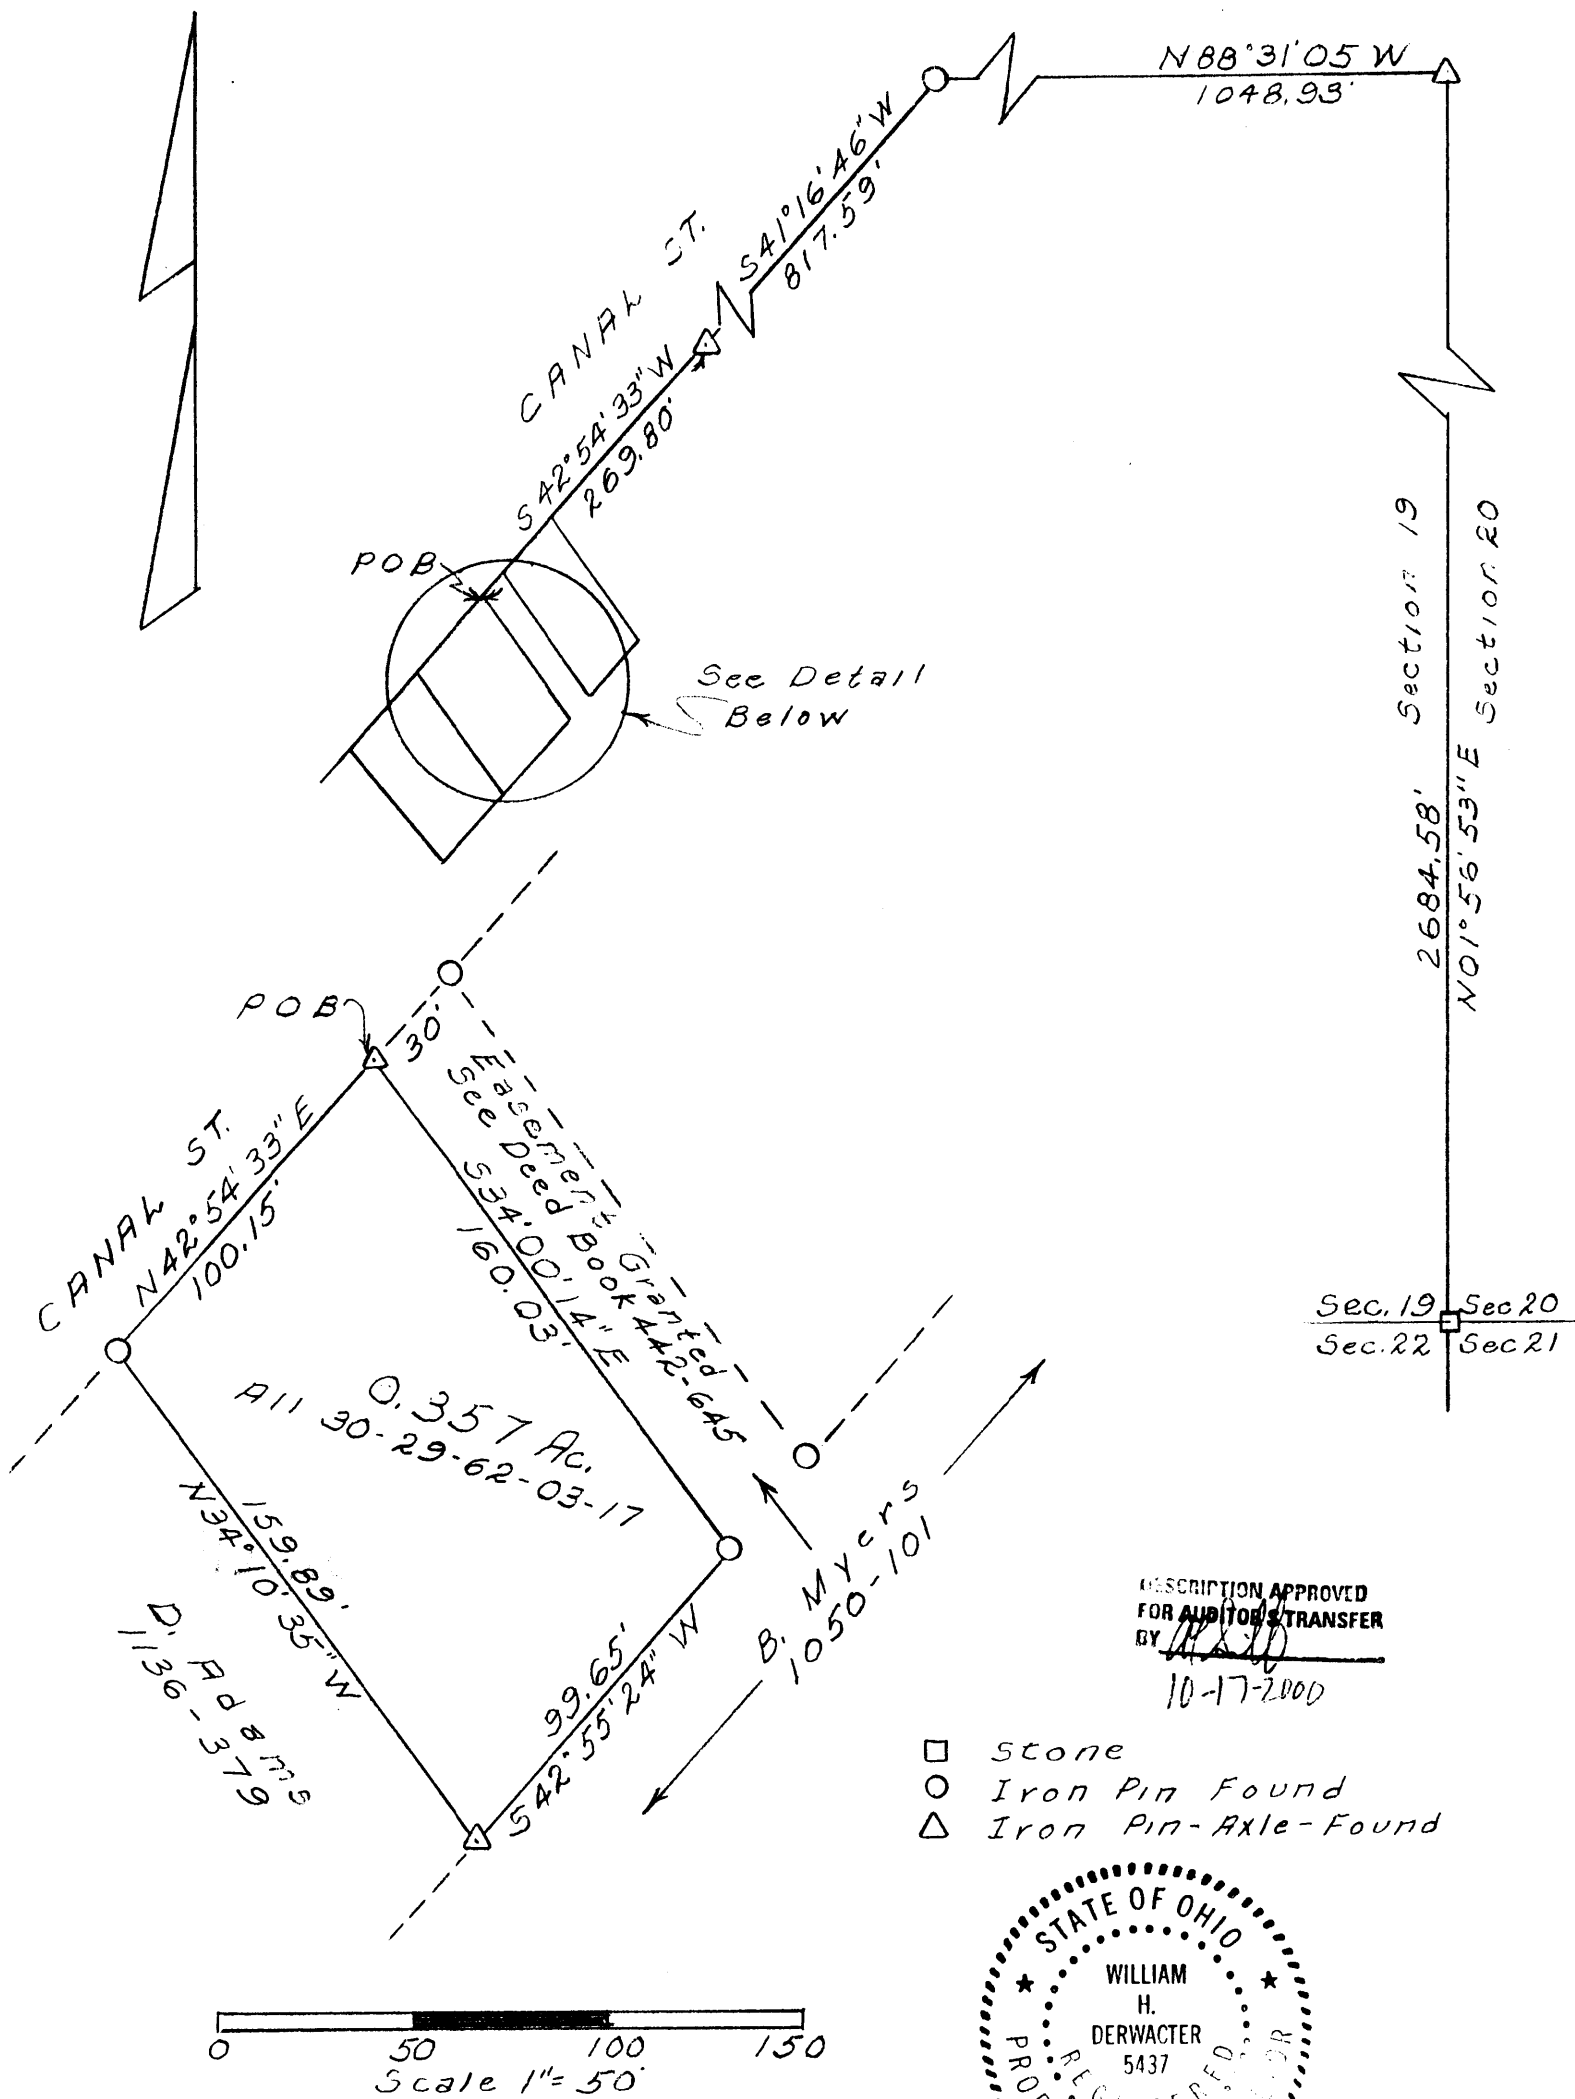 N88°31'05 W
1048.93'
S41°16'46"W
817.59'
CANAL ST.
S42°54'33"W
269.80'
POB
See Detail
Below
Section 19
Section 20
2684.58'
N01°56'53"E
Sec. 19
Sec 20
Sec. 22
Sec 21
POB
30'
Easement Granted
See Deed Book 442-645
CANAL ST.
N42°54'33"E
100.15'
S34°00'14"E
160.03'
0.357 Ac.
All 30-29-62-03-17
159.89'
N34°10'35"W
D. Adams
1136-379
99.65'
S42°55'24"W
B. Myers
1050-101
DESCRIPTION APPROVED
FOR AUDITOR'S TRANSFER
BY
10-17-2000
Stone
Iron Pin Found
Iron Pin-Axle-Found
STATE OF OHIO
WILLIAM
H.
DERWACTER
5437
0 50 100 150
Scale 1"= 50'